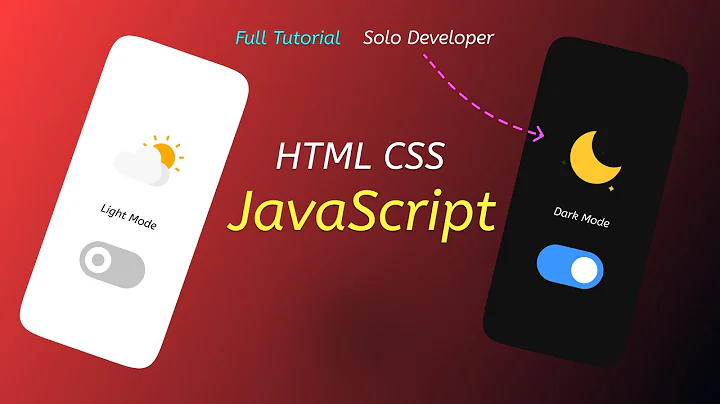 Full Tutorial Solo Developer
HTML CSS
JavaScript
Light Mode
Dark Mode